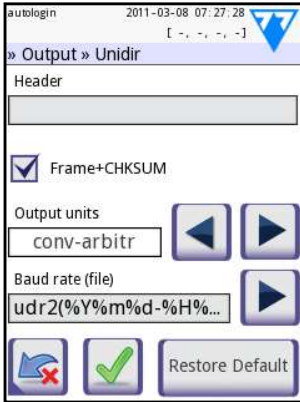 autologin 2011-03-08 07:27:28
[ -, -, -, -]
» Output » Unidir
Header
Frame+CHKSUM
Output units
conv-arbitr
Baud rate (file)
udr2(%Y%m%d-%H%...
Restore Default